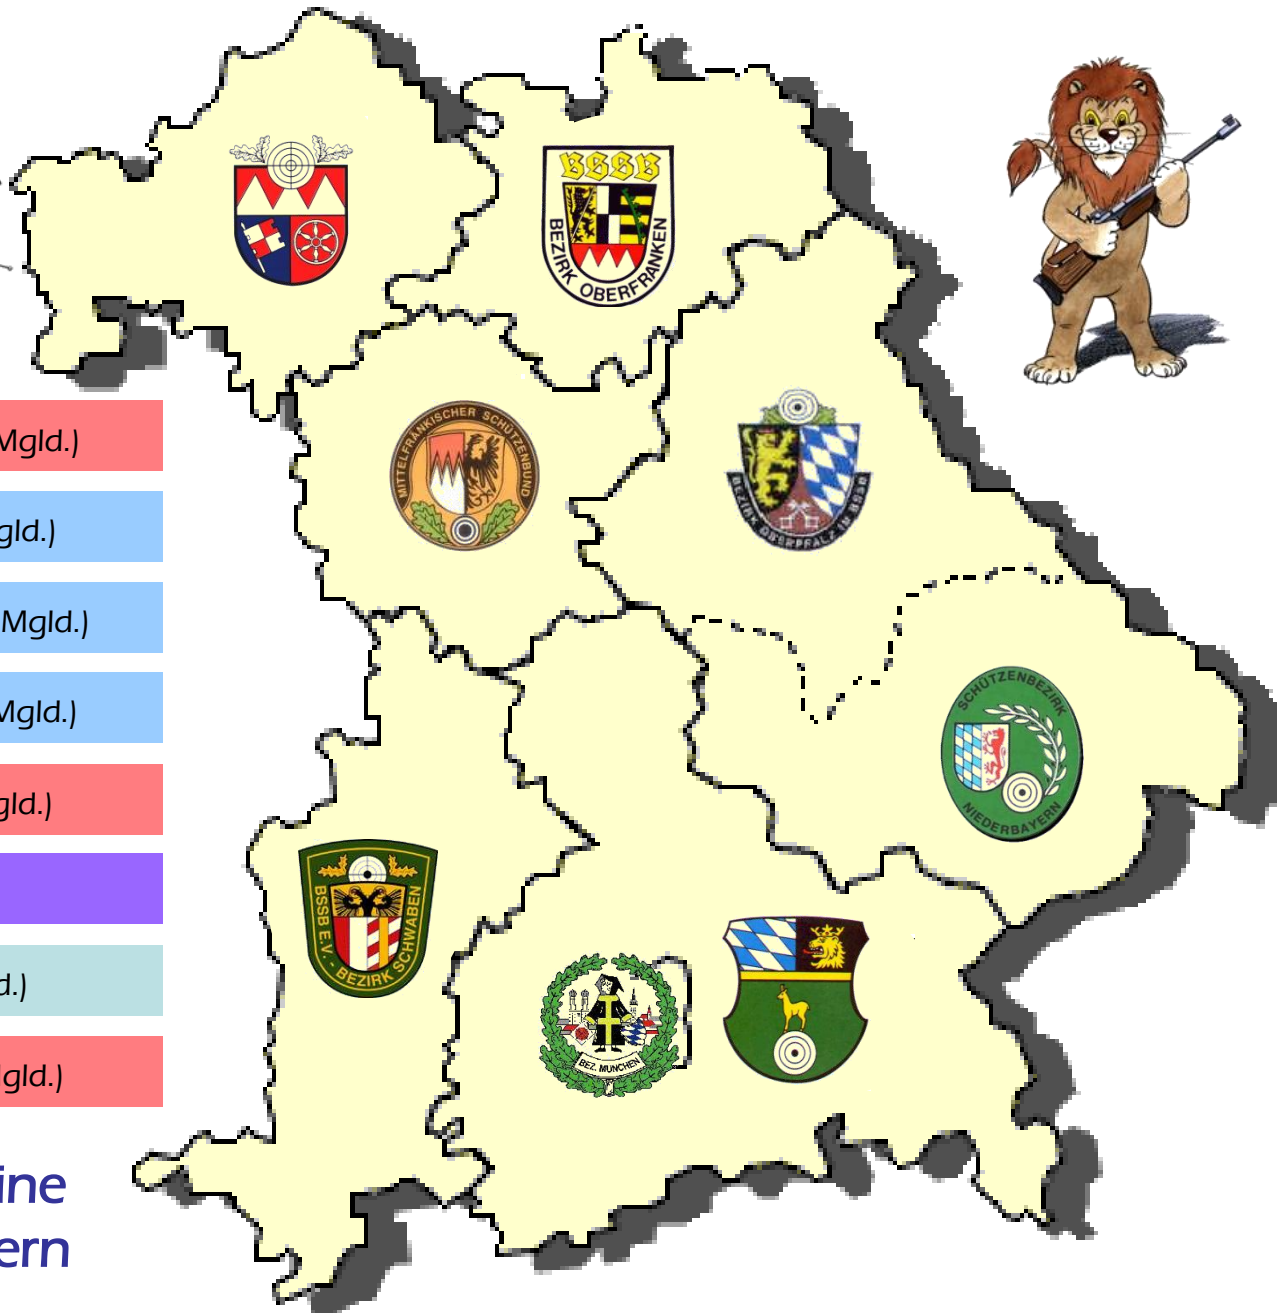 BSSB
BEZIRK OBERFRANKEN
MITTELFRÄNKISCHER SCHÜTZENBUND
BEZIRK OBERPFALZ IM BSSB
Mgld.)
gld.)
Mgld.)
Mgld.)
gld.)
d.)
gld.)
SCHÜTZENBEZIRK
NIEDERBAYERN
BSSB E.V. - BEZIRK SCHWABEN
BEZ. MÜNCHEN
ine
ern